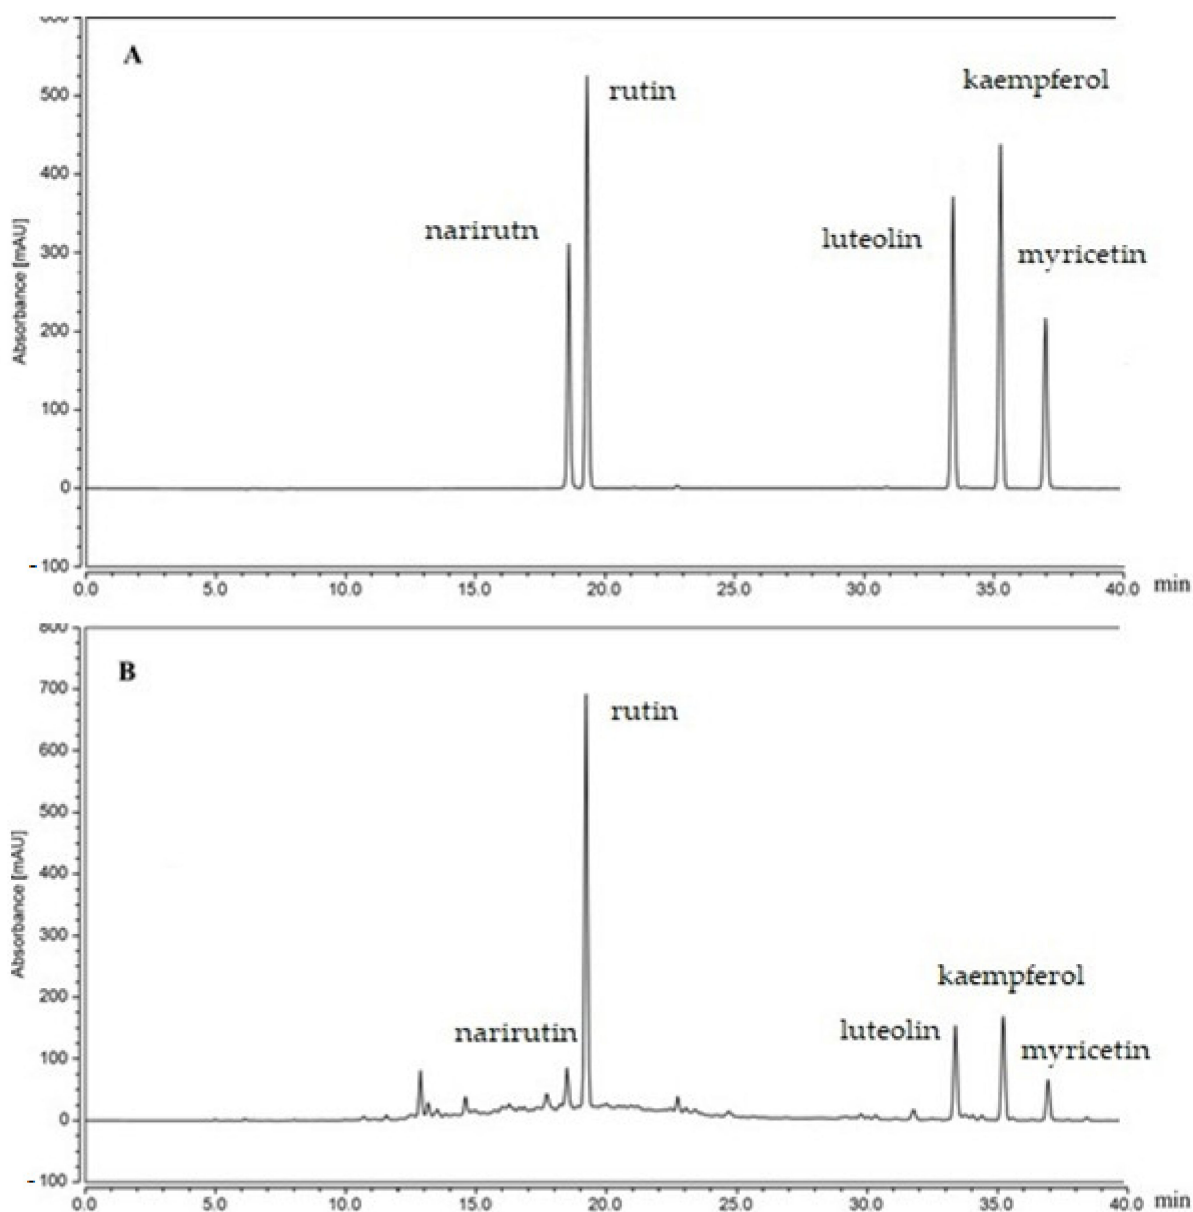 A
rutin
kaempferol
narirutn
luteolin
myricetin
Absorbance [mAU]
500
400
300
200
100
0
-100
0.0 5.0 10.0 15.0 20.0 25.0 30.0 35.0 40.0 min
800
B
rutin
kaempferol
narirutin
luteolin
myricetin
Absorbance [mAU]
700
600
500
400
300
200
100
0
-100
0.0 5.0 10.0 15.0 20.0 25.0 30.0 35.0 40.0 min